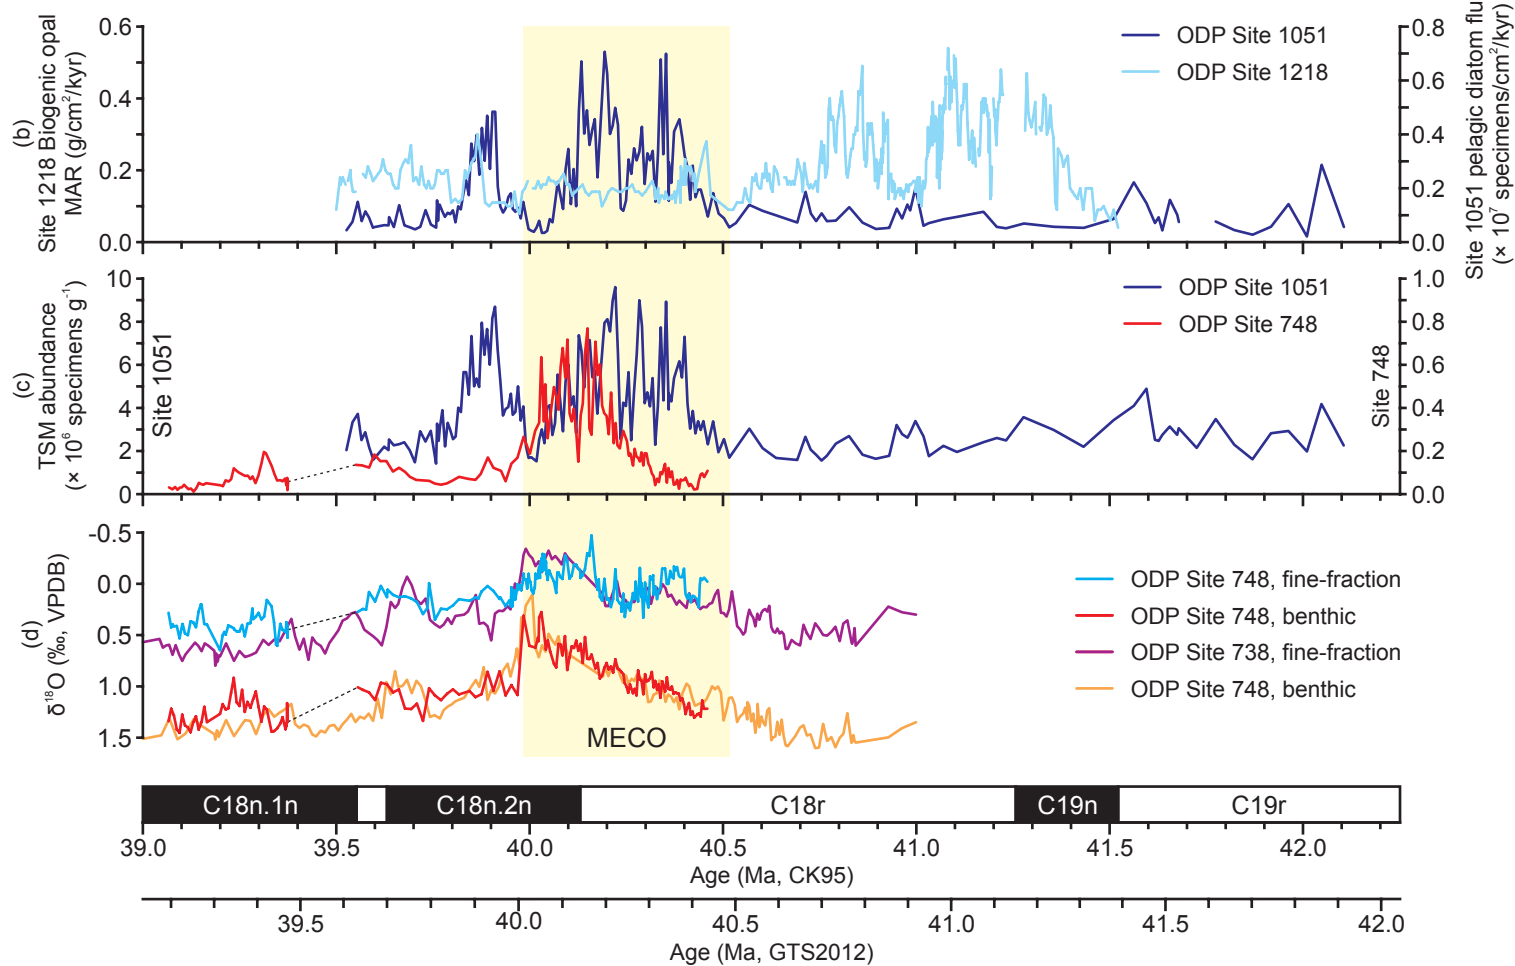 (b)
Site 1218 Biogenic opal
MAR (g/cm²/kyr)
0.6
0.4
0.2
0.0
ODP Site 1051
ODP Site 1218
0.8
0.6
0.4
0.2
0.0
Site 1051 pelagic diatom flu
(× 10⁷ specimens/cm²/kyr)
(c)
TSM abundance
(× 10⁶ specimens g⁻¹)
10
8
6
4
2
0
Site 1051
ODP Site 1051
ODP Site 748
Site 748
1.0
0.8
0.6
0.4
0.2
0.0
(d)
δ¹⁸O (‰, VPDB)
-0.5
0.0
0.5
1.0
1.5
ODP Site 748, fine-fraction
ODP Site 748, benthic
ODP Site 738, fine-fraction
ODP Site 748, benthic
MECO
C18n.1n C18n.2n C18r C19n C19r
39.0 39.5 40.0 40.5 41.0 41.5 42.0
Age (Ma, CK95)
39.5 40.0 40.5 41.0 41.5 42.0
Age (Ma, GTS2012)